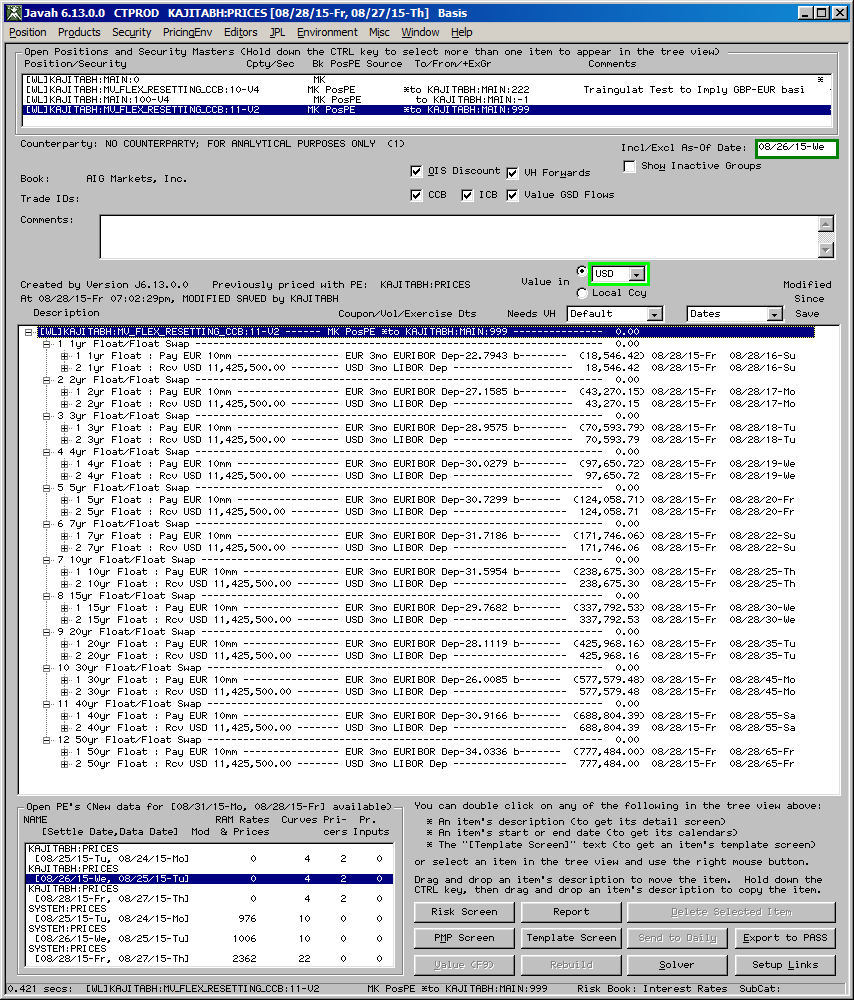 Javah 6.13.0.0 CTPROD KAJITABH:PRICES [08/28/15-Fr, 08/27/15-Th] Basis
Position Products Security PricingEnv Editors JPL Environment Misc Window Help
Open Positions and Security Masters (Hold down the CTRL key to select more than one item to appear in the tree view)
Position/Security Cpty/Sec Bk PosPE Source To/From/+ExGr Comments
[WL]KAJITABH:MAIN:0 MK *
[WL]KAJITABH:MV_FLEX_RESETTING_CCB:10-V4 MK PosPE *to KAJITABH:MAIN:222 Traingulat Test to Imply GBP-EUR basi
[WL]KAJITABH:MAIN:100-V4 MK PosPE to KAJITABH:MAIN:-1
[WL]KAJITABH:MV_FLEX_RESETTING_CCB:11-V2 MK PosPE *to KAJITABH:MAIN:999
Counterparty: NO COUNTERPARTY; FOR ANALYTICAL PURPOSES ONLY (1) Incl/Excl As-Of Date: 08/26/15-We
OIS Discount VH Forwards Show Inactive Groups
Book: AIG Markets, Inc.
Trade IDs: CCB ICB Value GSD Flows
Comments:
Value in USD
Created by Version J6.13.0.0 Previously priced with PE: KAJITABH:PRICES Modified
At 08/28/15-Fr 07:02:29pm, MODIFIED SAVED by KAJITABH Local Ccy Since
Description Coupon/Vol/Exercise Dts Needs VH Default Dates Save
[WL]KAJITABH:MV_FLEX_RESETTING_CCB:11-V2 ------ MK PosPE *to KAJITABH:MAIN:999 --------------- 0.00
1 1yr Float/Float Swap ---------- 0.00
1 1yr Float : Pay EUR 10mm ---------- EUR 3mo EURIBOR Dep-22.7943 b-------- (18,546.42) 08/28/15-Fr 08/28/16-Su
2 1yr Float : Rcv USD 11,425,500.00 ------- USD 3mo LIBOR Dep ---------- 18,546.42 08/28/15-Fr 08/28/16-Su
2 2yr Float/Float Swap ---------- 0.00
1 2yr Float : Pay EUR 10mm ---------- EUR 3mo EURIBOR Dep-27.1585 b-------- (43,270.15) 08/28/15-Fr 08/28/17-Mo
2 2yr Float : Rcv USD 11,425,500.00 ------- USD 3mo LIBOR Dep ---------- 43,270.15 08/28/15-Fr 08/28/17-Mo
3 3yr Float/Float Swap ---------- 0.00
1 3yr Float : Pay EUR 10mm ---------- EUR 3mo EURIBOR Dep-28.9575 b-------- (70,593.79) 08/28/15-Fr 08/28/18-Tu
2 3yr Float : Rcv USD 11,425,500.00 ------- USD 3mo LIBOR Dep ---------- 70,593.79 08/28/15-Fr 08/28/18-Tu
4 4yr Float/Float Swap ---------- 0.00
1 4yr Float : Pay EUR 10mm ---------- EUR 3mo EURIBOR Dep-30.0279 b-------- (97,650.72) 08/28/15-Fr 08/28/19-We
2 4yr Float : Rcv USD 11,425,500.00 ------- USD 3mo LIBOR Dep ---------- 97,650.72 08/28/15-Fr 08/28/19-We
5 5yr Float/Float Swap ---------- 0.00
1 5yr Float : Pay EUR 10mm ---------- EUR 3mo EURIBOR Dep-30.7299 b------- (124,058.71) 08/28/15-Fr 08/28/20-Fr
2 5yr Float : Rcv USD 11,425,500.00 ------- USD 3mo LIBOR Dep ---------- 124,058.71 08/28/15-Fr 08/28/20-Fr
6 7yr Float/Float Swap ---------- 0.00
1 7yr Float : Pay EUR 10mm ---------- EUR 3mo EURIBOR Dep-31.7186 b------- (171,746.06) 08/28/15-Fr 08/28/22-Su
2 7yr Float : Rcv USD 11,425,500.00 ------- USD 3mo LIBOR Dep ---------- 171,746.06 08/28/15-Fr 08/28/22-Su
7 10yr Float/Float Swap ---------- 0.00
1 10yr Float : Pay EUR 10mm ---------- EUR 3mo EURIBOR Dep-31.5954 b------- (238,675.30) 08/28/15-Fr 08/28/25-Th
2 10yr Float : Rcv USD 11,425,500.00 ------ USD 3mo LIBOR Dep ---------- 238,675.30 08/28/15-Fr 08/28/25-Th
8 15yr Float/Float Swap ---------- 0.00
1 15yr Float : Pay EUR 10mm ---------- EUR 3mo EURIBOR Dep-29.7682 b------- (337,792.53) 08/28/15-Fr 08/28/30-We
2 15yr Float : Rcv USD 11,425,500.00 ------ USD 3mo LIBOR Dep ---------- 337,792.53 08/28/15-Fr 08/28/30-We
9 20yr Float/Float Swap ---------- 0.00
1 20yr Float : Pay EUR 10mm ---------- EUR 3mo EURIBOR Dep-28.1119 b------- (425,968.16) 08/28/15-Fr 08/28/35-Tu
2 20yr Float : Rcv USD 11,425,500.00 ------ USD 3mo LIBOR Dep ---------- 425,968.16 08/28/15-Fr 08/28/35-Tu
10 30yr Float/Float Swap ---------- 0.00
1 30yr Float : Pay EUR 10mm ---------- EUR 3mo EURIBOR Dep-26.0085 b------- (577,579.48) 08/28/15-Fr 08/28/45-Mo
2 30yr Float : Rcv USD 11,425,500.00 ------ USD 3mo LIBOR Dep ---------- 577,579.48 08/28/15-Fr 08/28/45-Mo
11 40yr Float/Float Swap ---------- 0.00
1 40yr Float : Pay EUR 10mm ---------- EUR 3mo EURIBOR Dep-30.9166 b------- (688,804.39) 08/28/15-Fr 08/28/55-Sa
2 40yr Float : Rcv USD 11,425,500.00 ------ USD 3mo LIBOR Dep ---------- 688,804.39 08/28/15-Fr 08/28/55-Sa
12 50yr Float/Float Swap ---------- 0.00
1 50yr Float : Pay EUR 10mm ---------- EUR 3mo EURIBOR Dep-34.0336 b------- (777,484.00) 08/28/15-Fr 08/28/65-Fr
2 50yr Float : Rcv USD 11,425,500.00 ------ USD 3mo LIBOR Dep ---------- 777,484.00 08/28/15-Fr 08/28/65-Fr
Open PE's (New data for [08/31/15-Mo, 08/28/15-Fr] available)
NAME RAM Rates Curves Pri- Pr.
[Settle Date,Data Date] Mod & Prices cers Inputs
KAJITABH:PRICES
[08/25/15-Tu, 08/24/15-Mo] 0 4 2 0
KAJITABH:PRICES
[08/26/15-We, 08/25/15-Tu] 0 4 2 0
KAJITABH:PRICES
[08/28/15-Fr, 08/27/15-Th] 0 4 2 0
SYSTEM:PRICES
[08/25/15-Tu, 08/24/15-Mo] 976 10 0 0
SYSTEM:PRICES
[08/26/15-We, 08/25/15-Tu] 1006 10 0 0
SYSTEM:PRICES
[08/28/15-Fr, 08/27/15-Th] 2362 22 0 0
You can double click on any of the following in the tree view above:
* An item's description (to get its detail screen)
* An item's start or end date (to get its calendars)
* The "[Template Screen]" text (to get an item's template screen)
or select an item in the tree view and use the right mouse button.
Drag and drop an item's description to move the item. Hold down the
CTRL key, then drag and drop an item's description to copy the item.
Risk Screen Report Delete Selected Item
PMP Screen Template Screen Send to Daily Export to PASS
Value (F9) Rebuild Solver Setup Links
0.421 secs: [WL]KAJITABH:MV_FLEX_RESETTING_CCB:11-V2 MK PosPE *to KAJITABH:MAIN:999 Risk Book: Interest Rates SubCat: